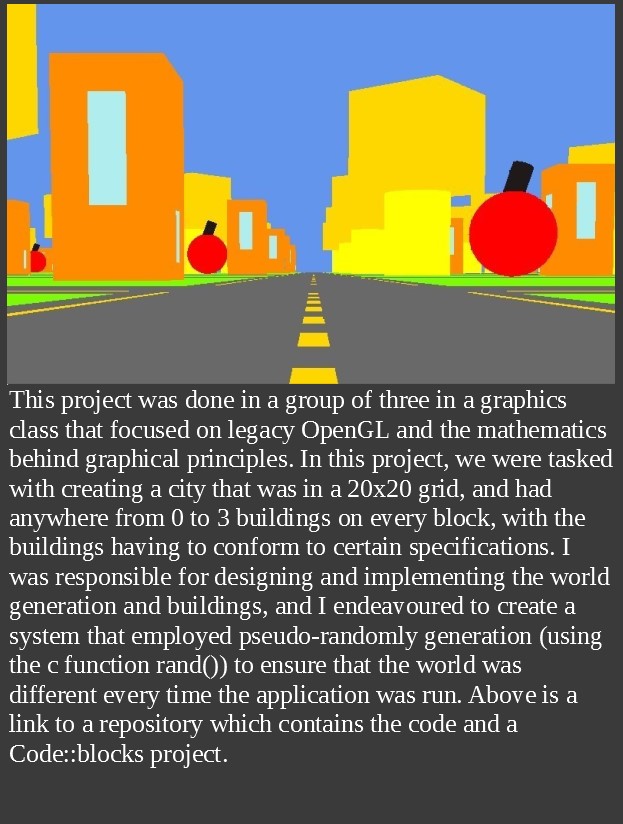 This project was done in a group of three in a graphics
class that focused on legacy OpenGL and the mathematics
behind graphical principles. In this project, we were tasked
with creating a city that was in a 20x20 grid, and had
anywhere from 0 to 3 buildings on every block, with the
buildings having to conform to certain specifications. I
was responsible for designing and implementing the world
generation and buildings, and I endeavoured to create a
system that employed pseudo-randomly generation (using
the c function rand()) to ensure that the world was
different every time the application was run. Above is a
link to a repository which contains the code and a
Code::blocks project.